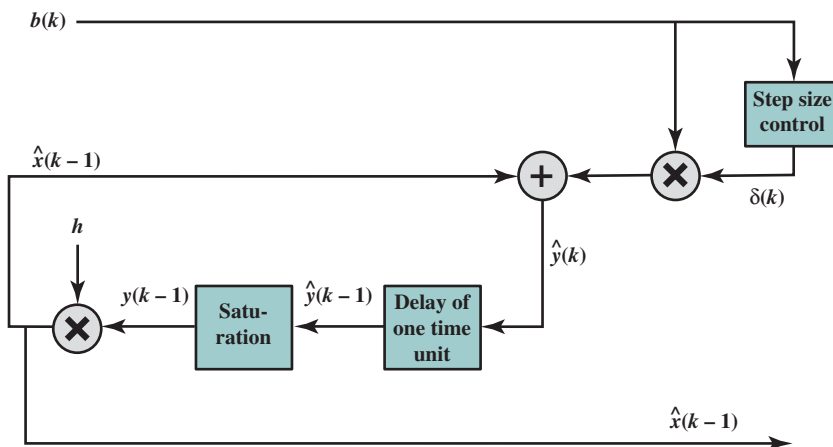 b(k)
Step size
control
x̂(k – 1)
δ(k)
h
ŷ(k)
y(k – 1)
Satu-
ration
ŷ(k – 1)
Delay of
one time
unit
x̂(k – 1)